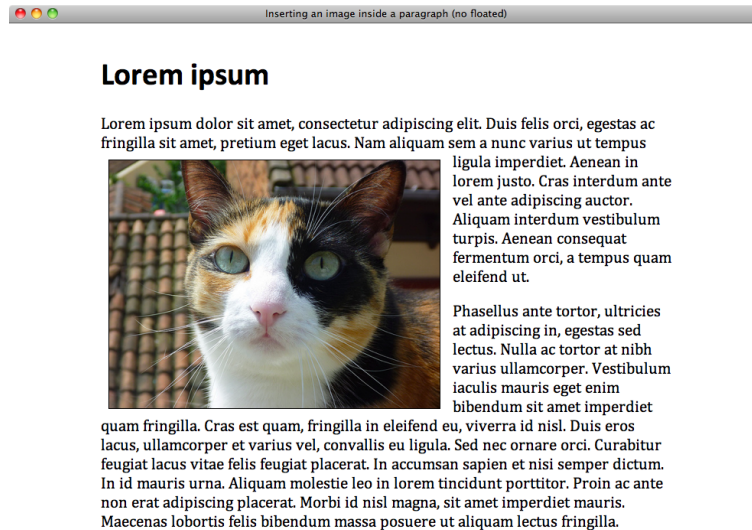 Inserting an image inside a paragraph (no floated)
Lorem ipsum
Lorem ipsum dolor sit amet, consectetur adipiscing elit. Duis felis orci, egestas ac
fringilla sit amet, pretium eget lacus. Nam aliquam sem a nunc varius ut tempus
ligula imperdiet. Aenean in
lorem justo. Cras interdum ante
vel ante adipiscing auctor.
Aliquam interdum vestibulum
turpis. Aenean consequat
fermentum orci, a tempus quam
eleifend ut.
Phasellus ante tortor, ultricies
at adipiscing in, egestas sed
lectus. Nulla ac tortor at nibh
varius ullamcorper. Vestibulum
iaculis mauris eget enim
bibendum sit amet imperdiet
quam fringilla. Cras est quam, fringilla in eleifend eu, viverra id nisl. Duis eros
lacus, ullamcorper et varius vel, convallis eu ligula. Sed nec ornare orci. Curabitur
feugiat lacus vitae felis feugiat placerat. In accumsan sapien et nisi semper dictum.
In id mauris urna. Aliquam molestie leo in lorem tincidunt porttitor. Proin ac ante
non erat adipiscing placerat. Morbi id nisl magna, sit amet imperdiet mauris.
Maecenas lobortis felis bibendum massa posuere ut aliquam lectus fringilla.